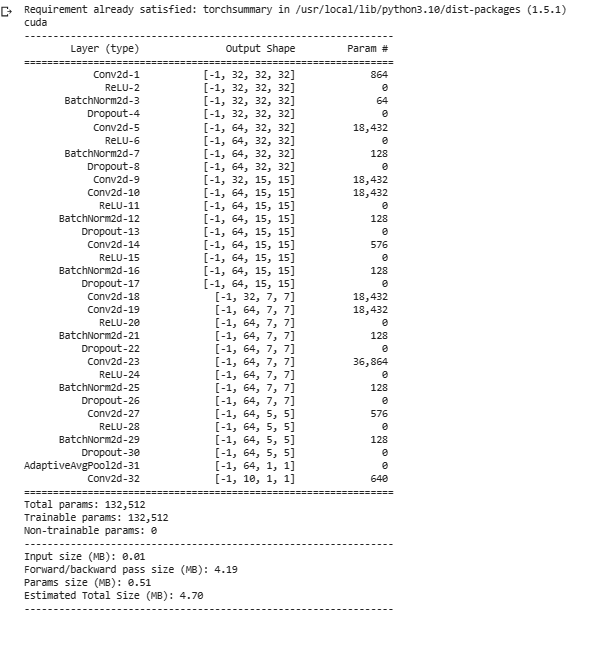 Requirement already satisfied: torchsummary in /usr/local/lib/python3.10/dist-packages (1.5.1)
cuda
----------------------------------------------------------------
Layer (type) Output Shape Param #
================================================================
Conv2d-1 [-1, 32, 32, 32] 864
ReLU-2 [-1, 32, 32, 32] 0
BatchNorm2d-3 [-1, 32, 32, 32] 64
Dropout-4 [-1, 32, 32, 32] 0
Conv2d-5 [-1, 64, 32, 32] 18,432
ReLU-6 [-1, 64, 32, 32] 0
BatchNorm2d-7 [-1, 64, 32, 32] 128
Dropout-8 [-1, 64, 32, 32] 0
Conv2d-9 [-1, 32, 15, 15] 18,432
Conv2d-10 [-1, 64, 15, 15] 18,432
ReLU-11 [-1, 64, 15, 15] 0
BatchNorm2d-12 [-1, 64, 15, 15] 128
Dropout-13 [-1, 64, 15, 15] 0
Conv2d-14 [-1, 64, 15, 15] 576
ReLU-15 [-1, 64, 15, 15] 0
BatchNorm2d-16 [-1, 64, 15, 15] 128
Dropout-17 [-1, 64, 15, 15] 0
Conv2d-18 [-1, 32, 7, 7] 18,432
Conv2d-19 [-1, 64, 7, 7] 18,432
ReLU-20 [-1, 64, 7, 7] 0
BatchNorm2d-21 [-1, 64, 7, 7] 128
Dropout-22 [-1, 64, 7, 7] 0
Conv2d-23 [-1, 64, 7, 7] 36,864
ReLU-24 [-1, 64, 7, 7] 0
BatchNorm2d-25 [-1, 64, 7, 7] 128
Dropout-26 [-1, 64, 7, 7] 0
Conv2d-27 [-1, 64, 5, 5] 576
ReLU-28 [-1, 64, 5, 5] 0
BatchNorm2d-29 [-1, 64, 5, 5] 128
Dropout-30 [-1, 64, 5, 5] 0
AdaptiveAvgPool2d-31 [-1, 64, 1, 1] 0
Conv2d-32 [-1, 10, 1, 1] 640
================================================================
Total params: 132,512
Trainable params: 132,512
Non-trainable params: 0
----------------------------------------------------------------
Input size (MB): 0.01
Forward/backward pass size (MB): 4.19
Params size (MB): 0.51
Estimated Total Size (MB): 4.70
----------------------------------------------------------------